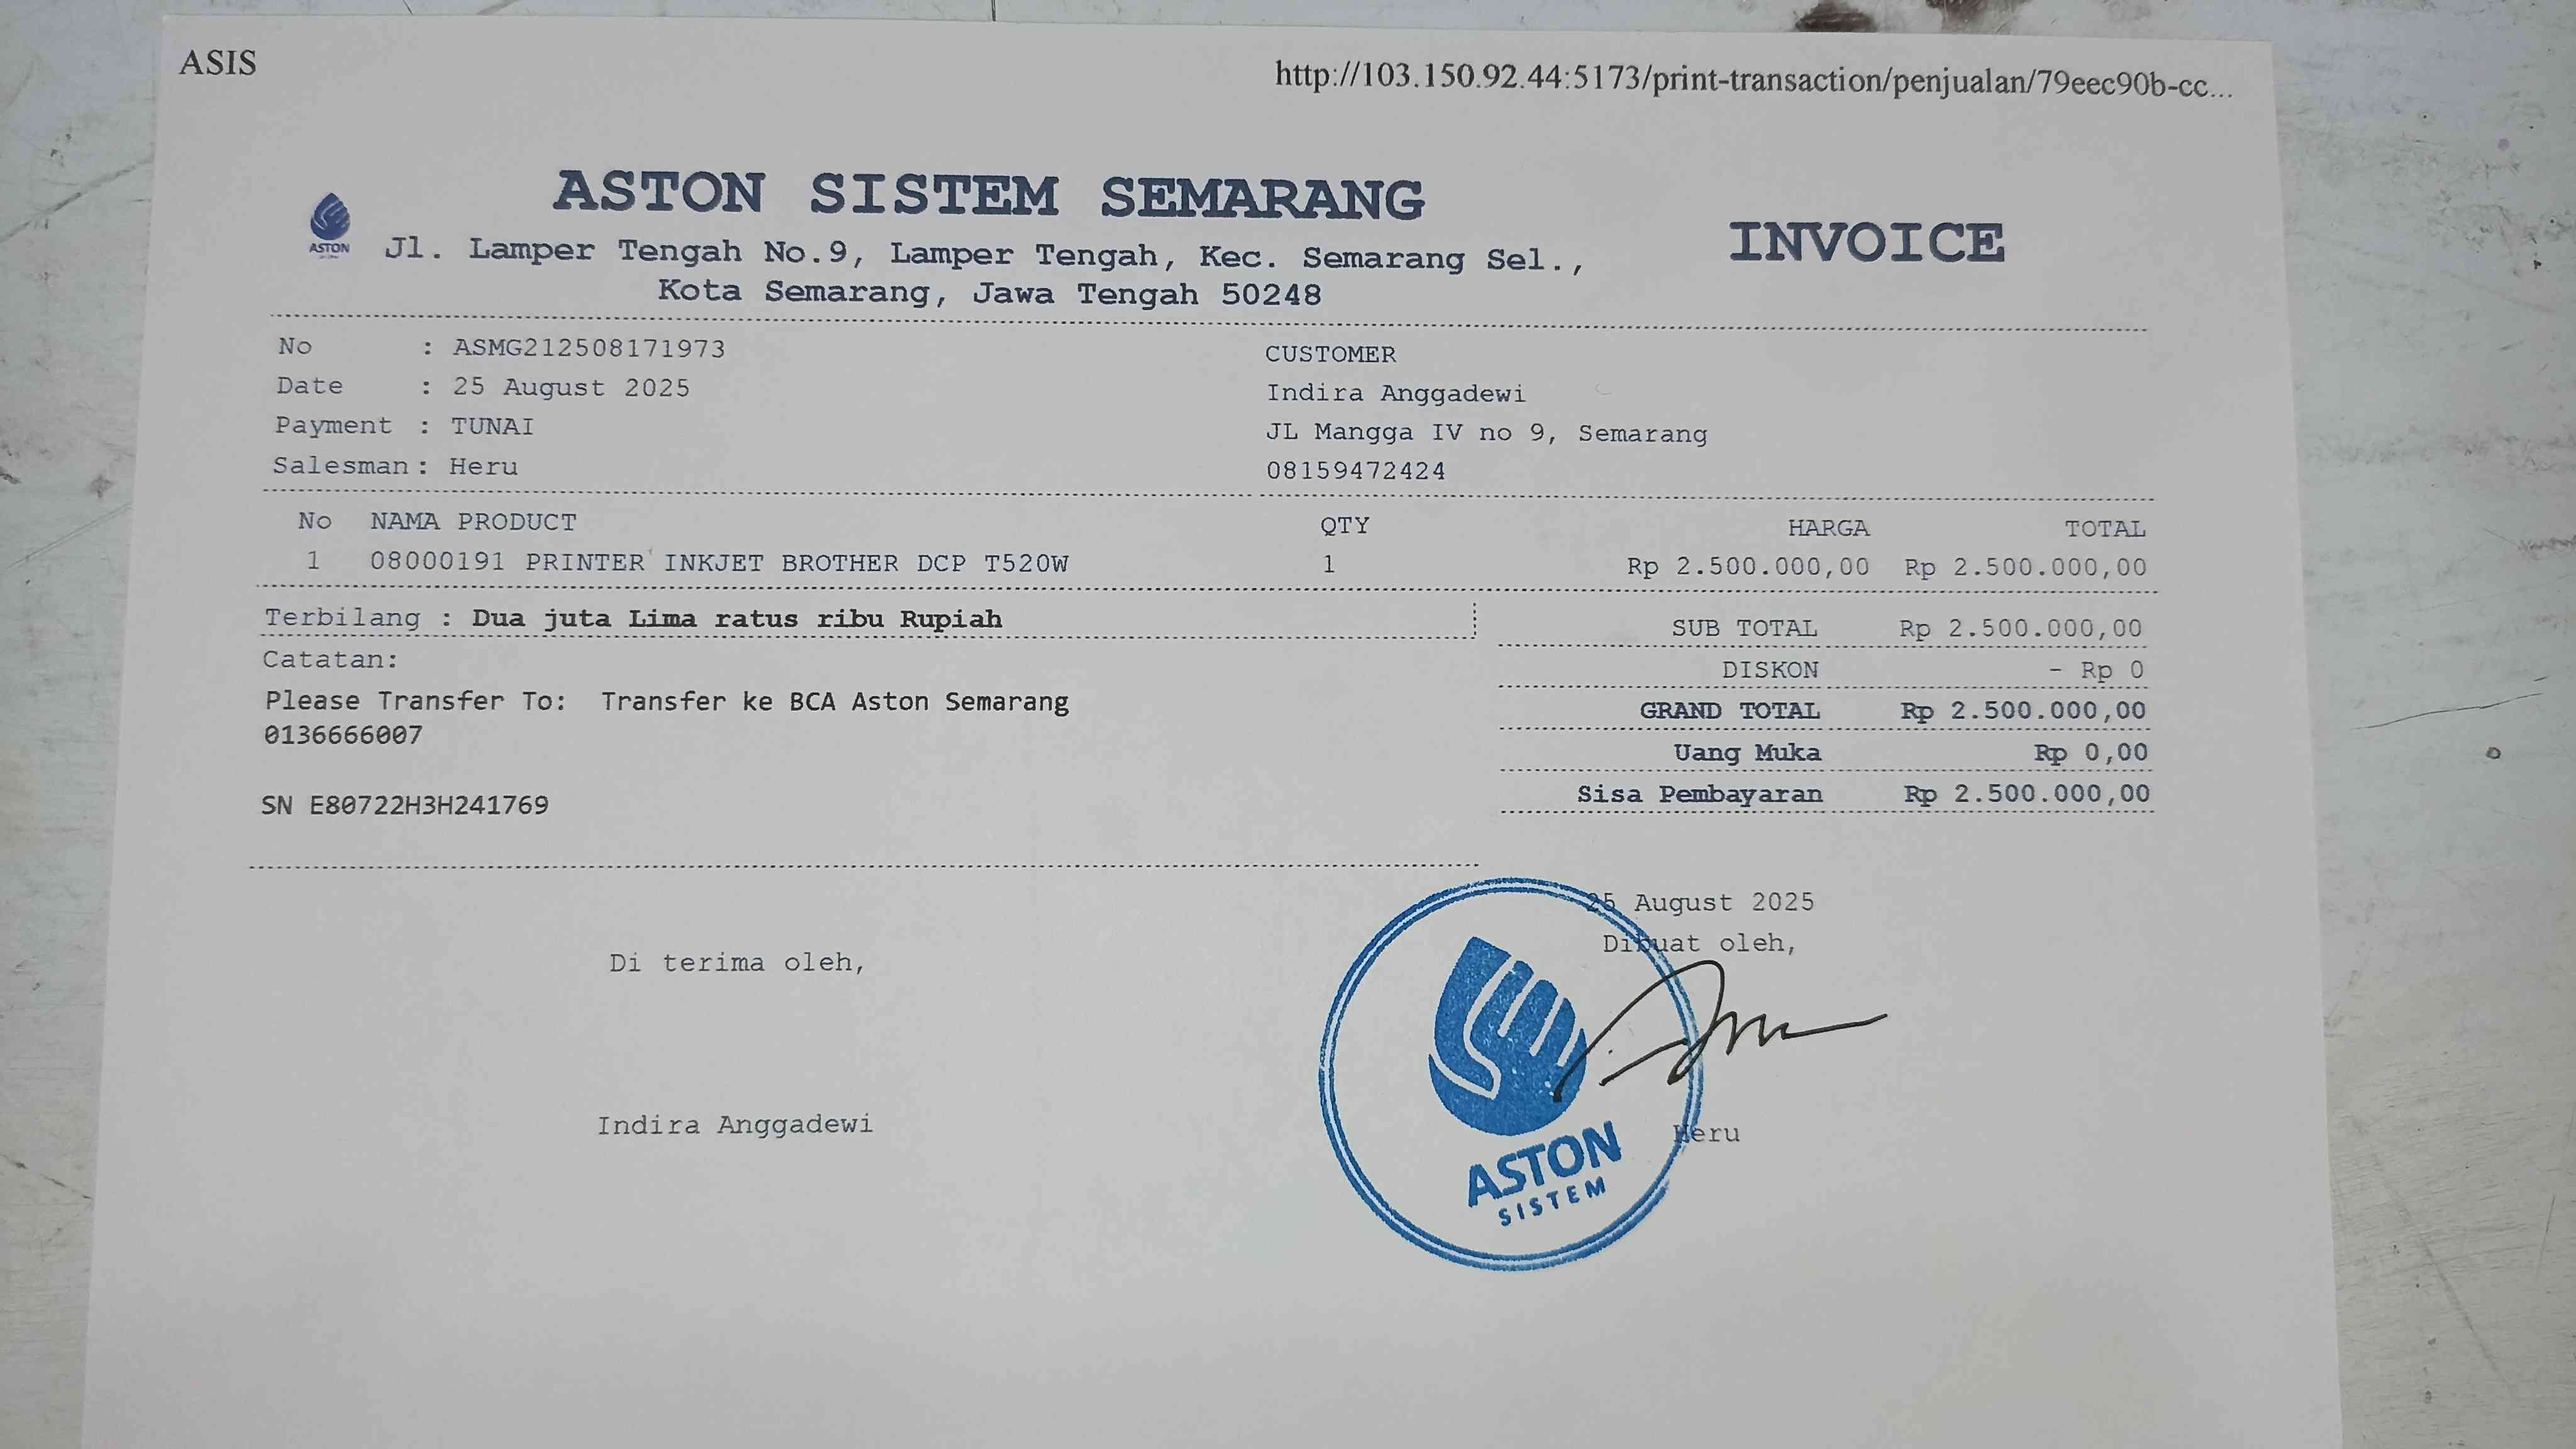 ASIS
http://103.150.92.44:5173/print-transaction/penjualan/79eec90b-cc...
ASTON SISTEM SEMARANG
INVOICE
ASTON
Jl. Lamper Tengah No.9, Lamper Tengah, Kec. Semarang Sel.,
Kota Semarang, Jawa Tengah 50248
No : ASMG212508171973
Date : 25 August 2025
Payment : TUNAI
Salesman : Heru
CUSTOMER
Indira Anggadewi
JL Mangga IV no 9, Semarang
08159472424
No NAMA PRODUCT QTY HARGA TOTAL
1 08000191 PRINTER INKJET BROTHER DCP T520W 1 Rp 2.500.000,00 Rp 2.500.000,00
Terbilang : Dua juta Lima ratus ribu Rupiah
Catatan:
Please Transfer To: Transfer ke BCA Aston Semarang
0136666007
SN E80722H3H241769
SUB TOTAL Rp 2.500.000,00
DISKON - Rp 0
GRAND TOTAL Rp 2.500.000,00
Uang Muka Rp 0,00
Sisa Pembayaran Rp 2.500.000,00
25 August 2025
Di terima oleh,
Dibuat oleh,
Indira Anggadewi
Heru
ASTON
SISTEM